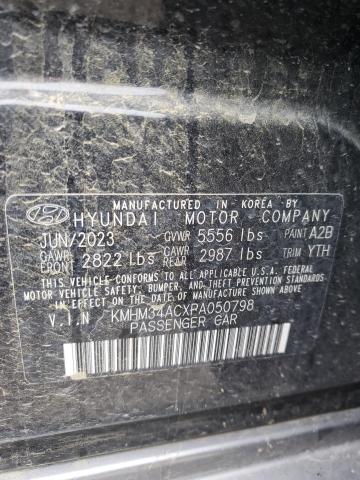 MANUFACTURED IN KOREA BY
HYUNDAI MOTOR COMPANY
JUN/2023 GVWR 5556 lbs PAINT A2B
GAWR FRONT 2822 lbs GAWR REAR 2987 lbs TRIM YTH
THIS VEHICLE CONFORMS TO ALL APPLICABLE U.S.A. FEDERAL
MOTOR VEHICLE SAFETY, BUMPER, AND THEFT PREVENTION
STANDARDS IN EFFECT ON THE DATE OF MANUFACTURE SHOWN ABOVE.
V.I.N / KMHM34ACXPA050798
PASSENGER CAR